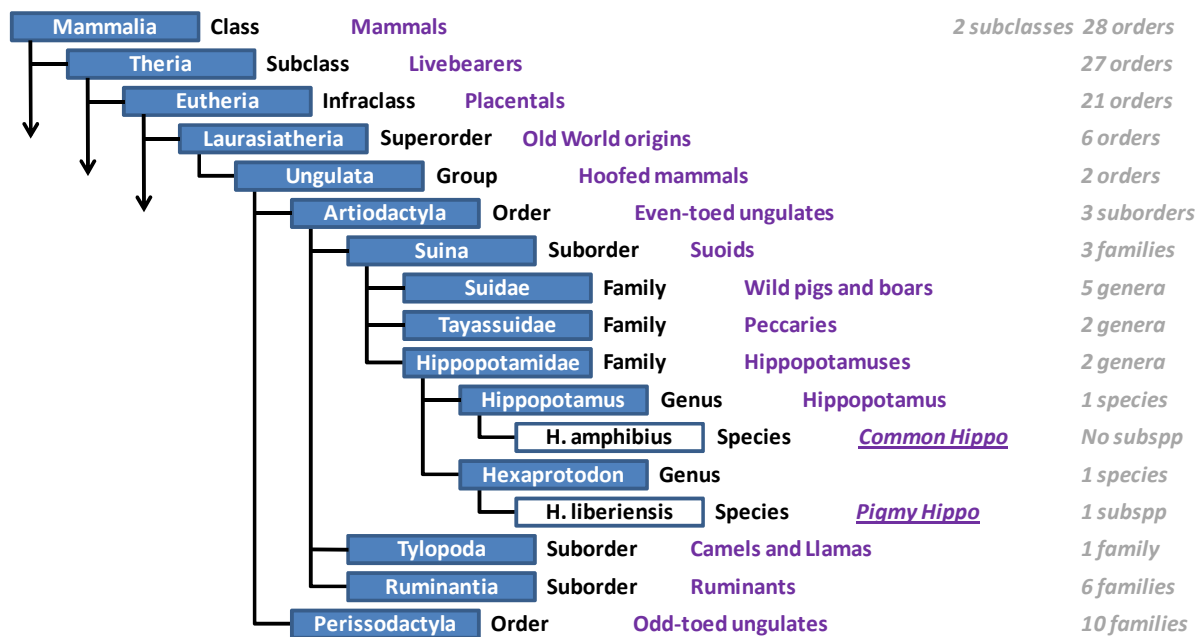 Mammalia Class Mammals 2 subclasses 28 orders
Theria Subclass Livebearers 27 orders
Eutheria Infraclass Placentals 21 orders
Laurasiatheria Superorder Old World origins 6 orders
Ungulata Group Hoofed mammals 2 orders
Artiodactyla Order Even-toed ungulates 3 suborders
Suina Suborder Suoids 3 families
Suidae Family Wild pigs and boars 5 genera
Tayassuidae Family Peccaries 2 genera
Hippopotamidae Family Hippopotamuses 2 genera
Hippopotamus Genus Hippopotamus 1 species
H. amphibius Species Common Hippo No subspp
Hexaprotodon Genus 1 species
H. liberiensis Species Pigmy Hippo 1 subspp
Tylopoda Suborder Camels and Llamas 1 family
Ruminantia Suborder Ruminants 6 families
Perissodactyla Order Odd-toed ungulates 10 families